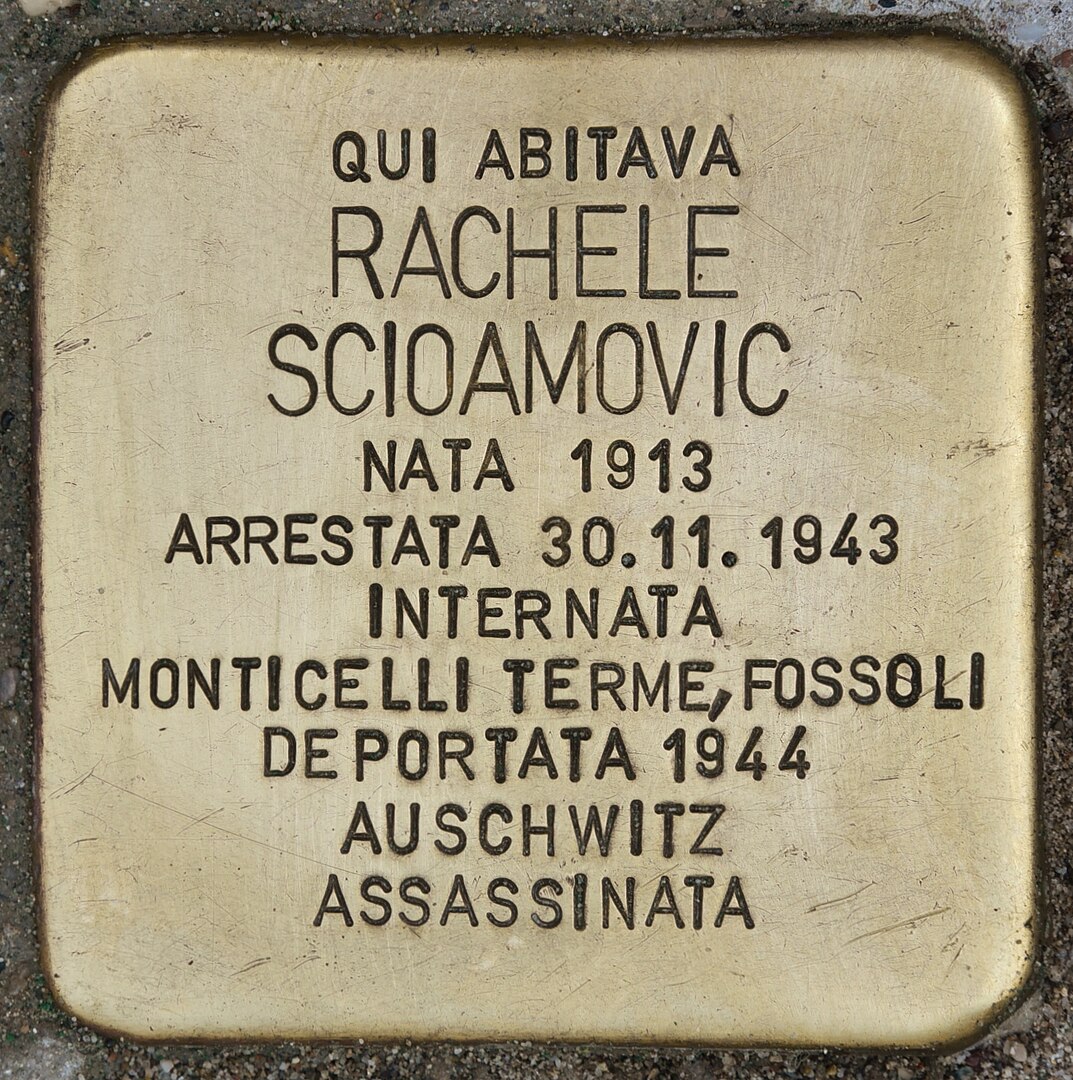 QUI ABITAVA
RACHELE
SCIOAMOVIC
NATA 1913
ARRESTATA 30.11.1943
INTERNATA
MONTICELLI TERME,FOSSOLI
DEPORTATA 1944
AUSCHWITZ
ASSASSINATA